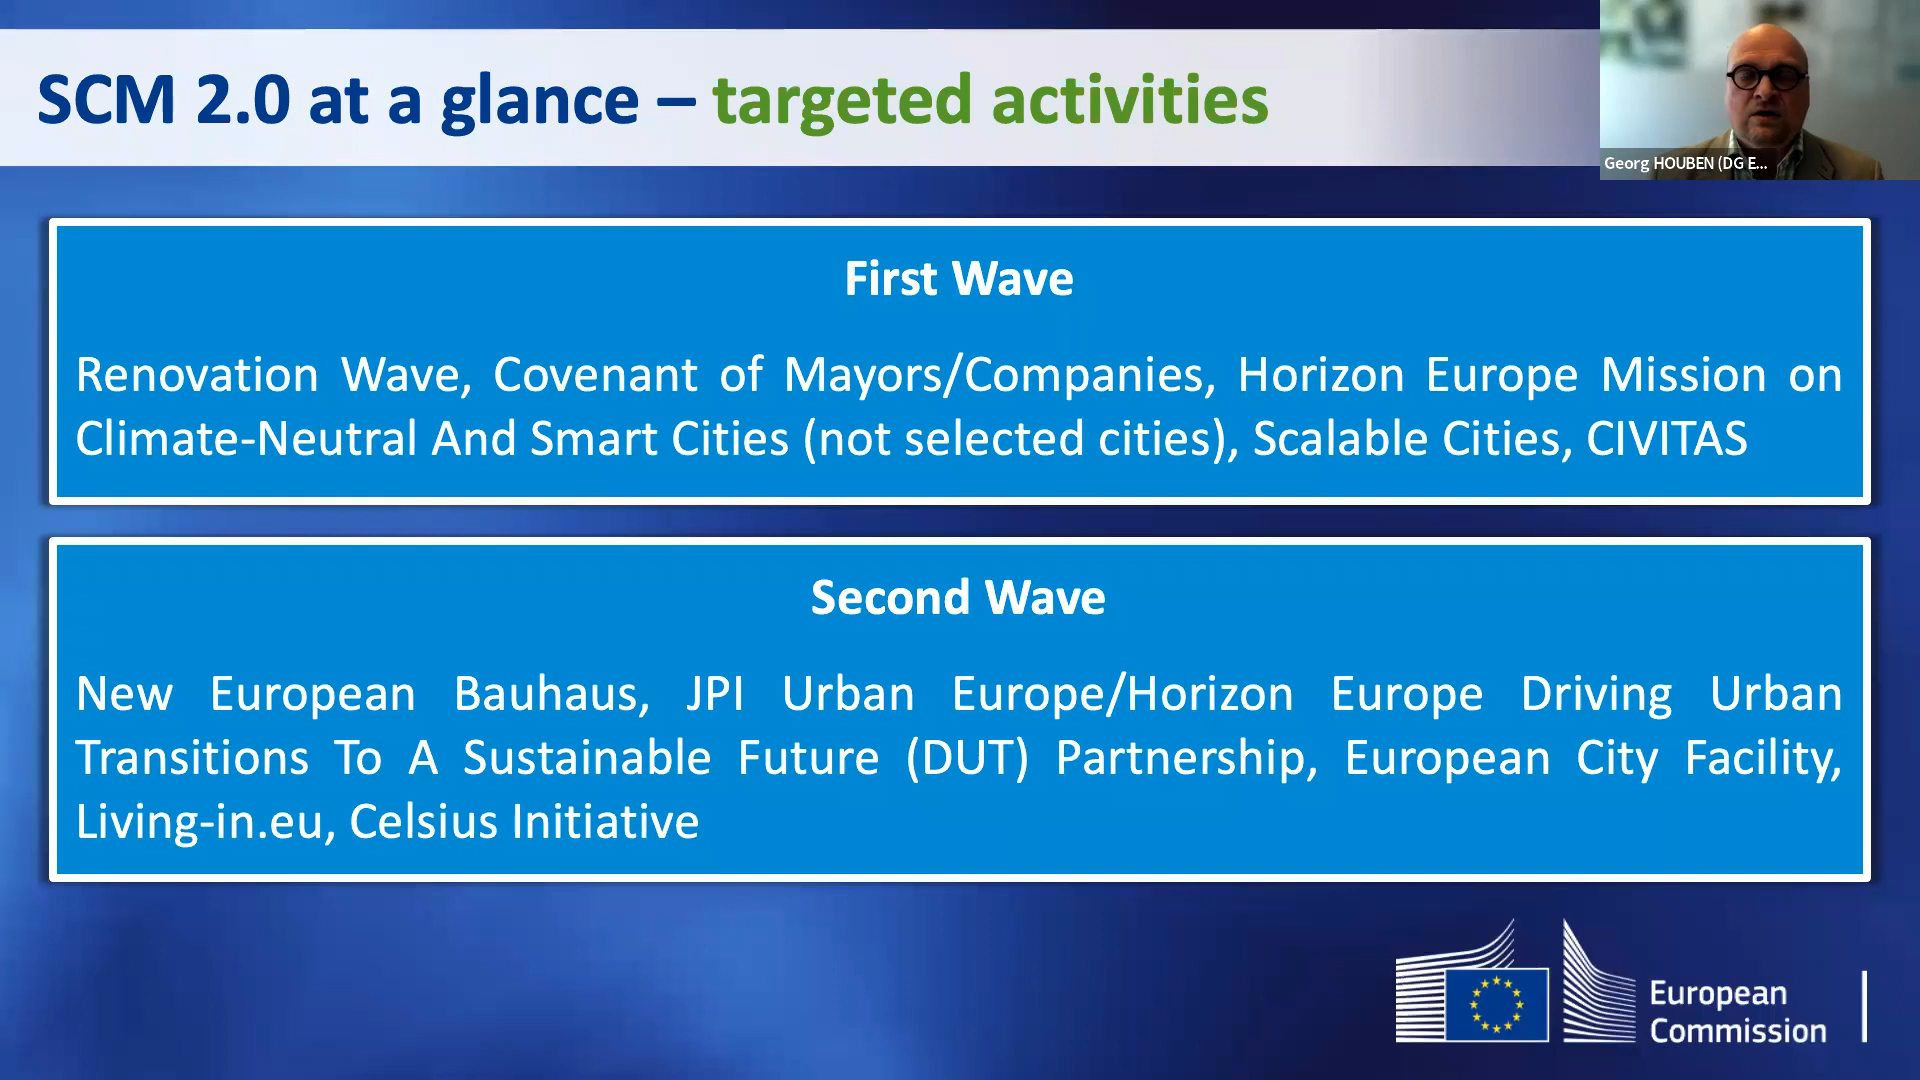 SCM 2.0 at a glance – targeted activities
Georg HOUBEN (DG E...
First Wave
Renovation Wave, Covenant of Mayors/Companies, Horizon Europe Mission on
Climate-Neutral And Smart Cities (not selected cities), Scalable Cities, CIVITAS
Second Wave
New European Bauhaus, JPI Urban Europe/Horizon Europe Driving Urban
Transitions To A Sustainable Future (DUT) Partnership, European City Facility,
Living-in.eu, Celsius Initiative
European
Commission